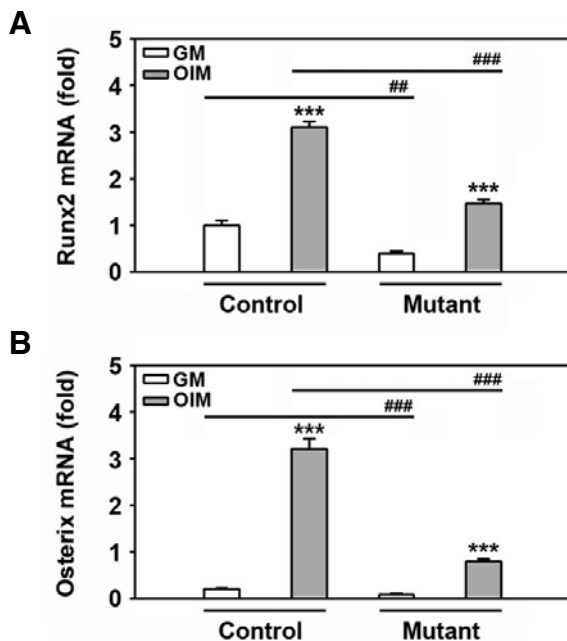 A
Runx2 mRNA (fold)
5
4
3
2
1
0
GM
OIM
###
##
***
***
Control
Mutant
B
Osterix mRNA (fold)
5
4
3
2
1
0
GM
OIM
###
###
***
***
Control
Mutant